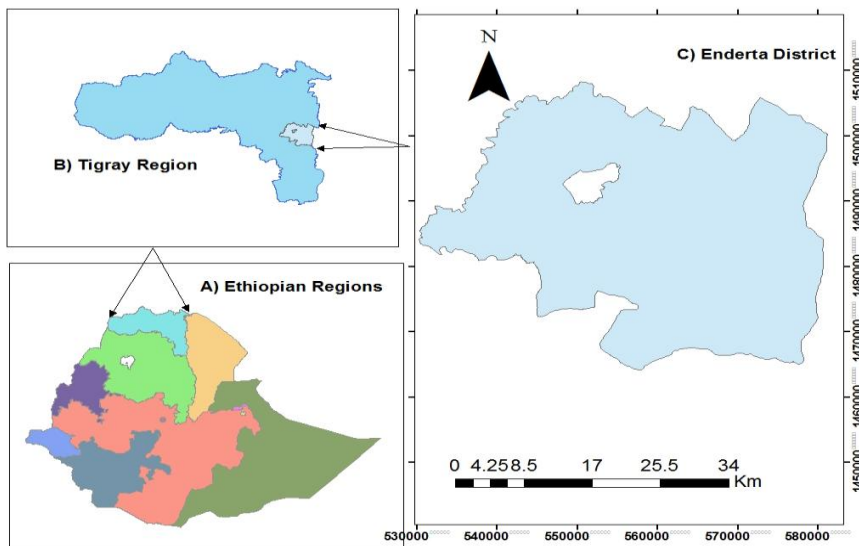 B) Tigray Region
A) Ethiopian Regions
N
C) Enderta District
1510000
1500000
1490000
1480000
1470000
1460000
1450000
0 4.25 8.5 17 25.5 34
Km
530000 540000 550000 560000 570000 580000